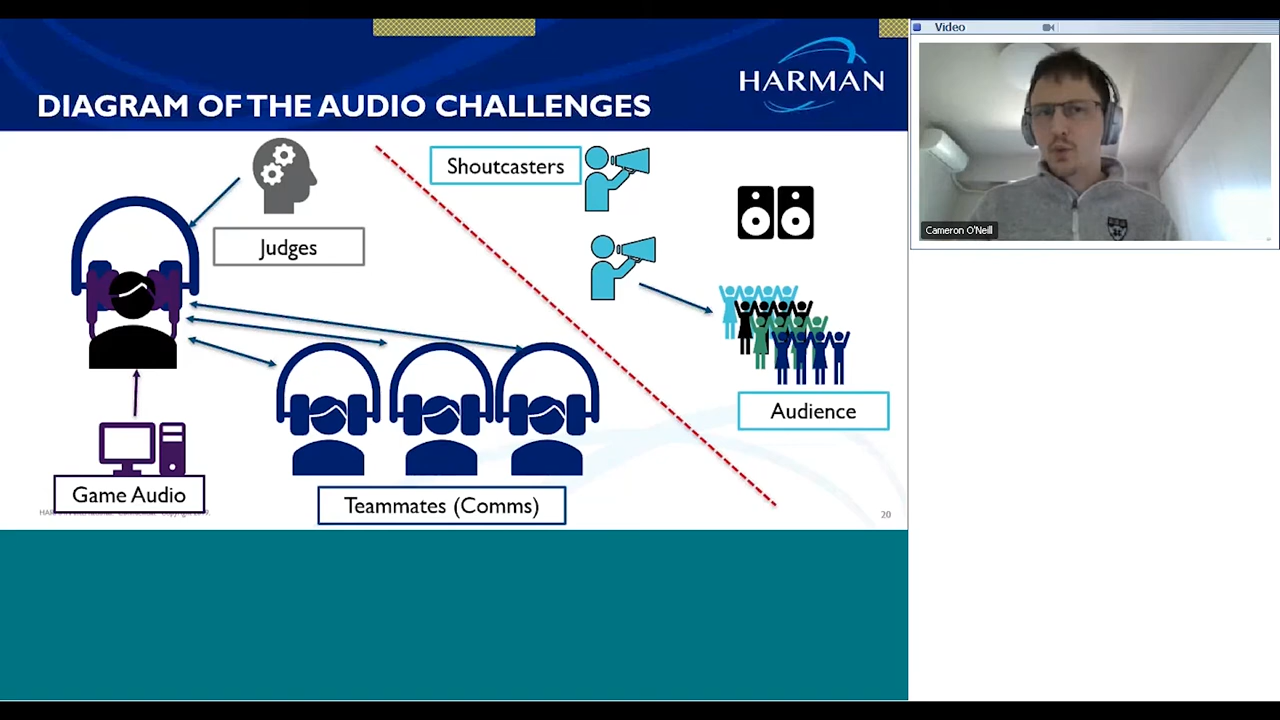 HARMAN
DIAGRAM OF THE AUDIO CHALLENGES
Shoutcasters
Judges
Audience
Game Audio
Teammates (Comms)
20
Video
Cameron O'Neill